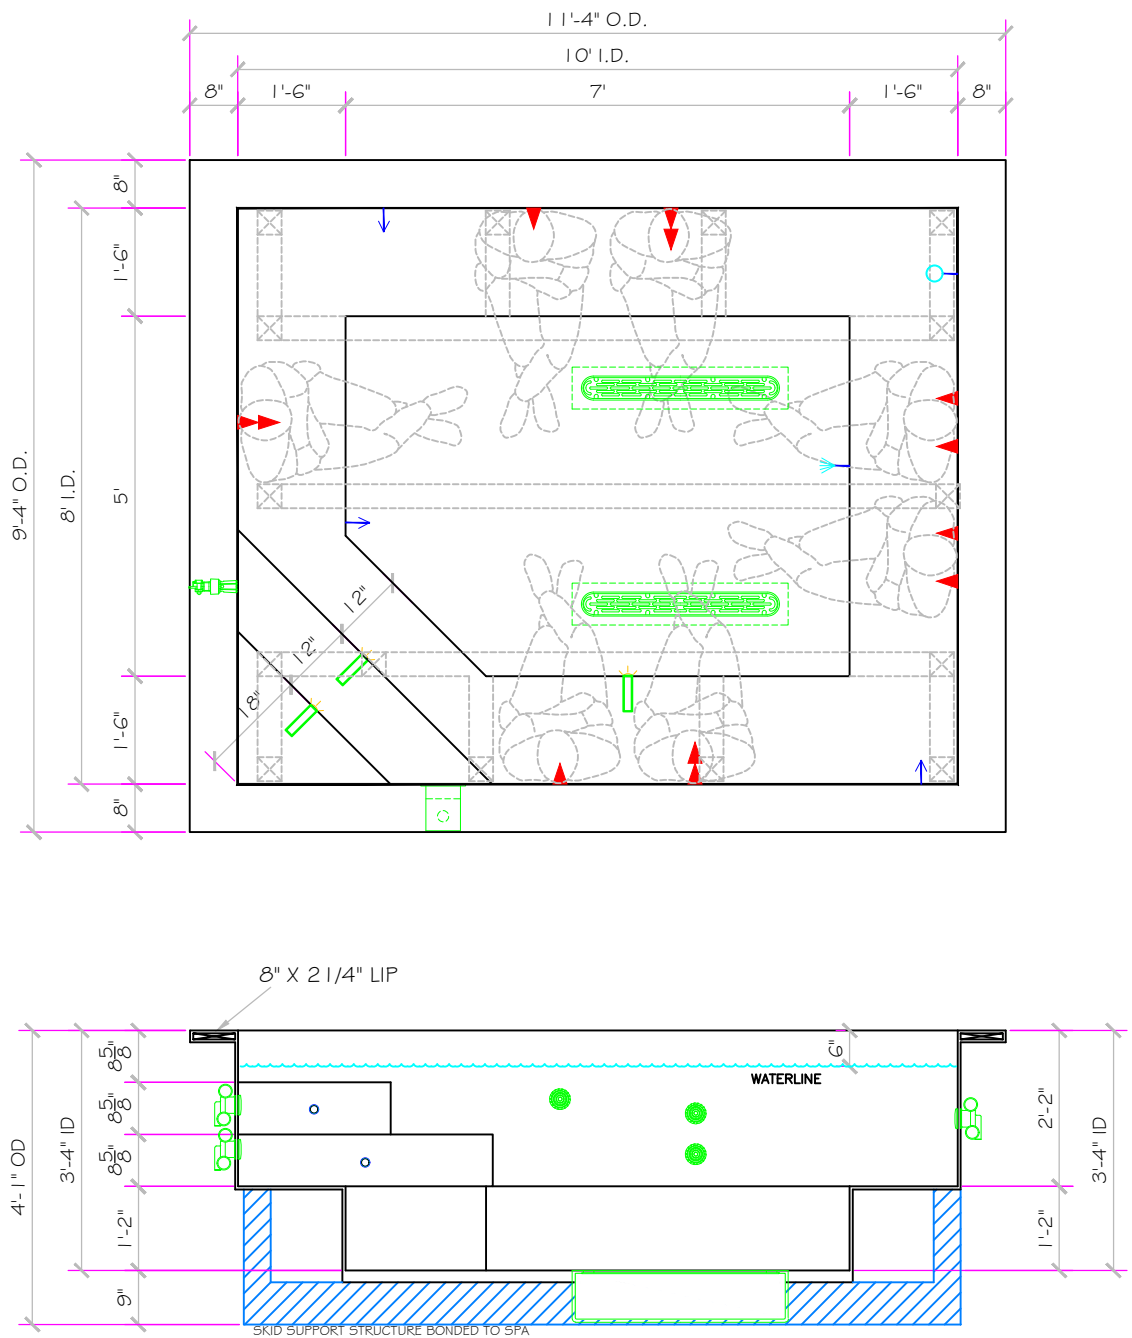 11'-4" O.D.
10' I.D.
8" 1'-6" 7' 1'-6" 8"
8"
1'-6"
5'
1'-6"
8"
8' I.D.
9'-4" O.D.
12"
12"
18"
8" X 2 1/4" LIP
8 5/8"
8 5/8"
8 5/8"
1'-2"
9"
3'-4" ID
4'-1" OD
6"
WATERLINE
2'-2"
1'-2"
3'-4" ID
SKID SUPPORT STRUCTURE BONDED TO SPA